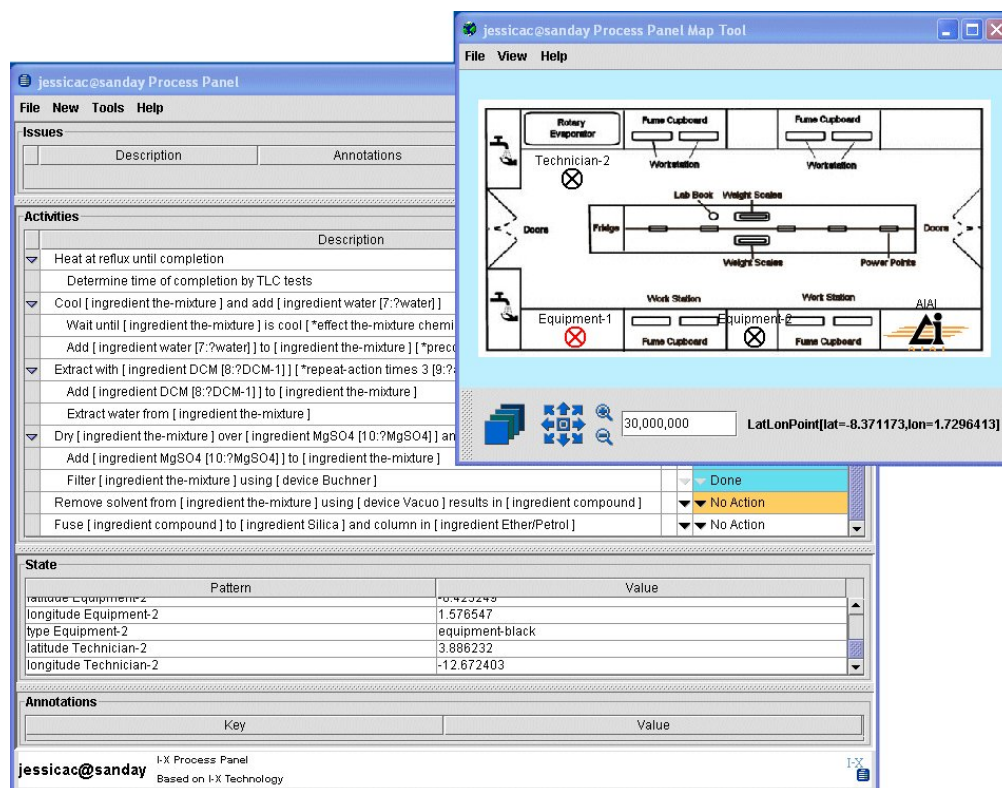 jessicac@sanday Process Panel Map Tool
File View Help
Rotary Evaporator
Fume Cupboard
Fume Cupboard
Technician-2
Workstation
Workstation
Lab Book Weight Scales
Doors
Fridge
Doors
Weight Scales
Power Points
Work Station
Work Station
AIAI
Equipment-1
Equipment-2
Fume Cupboard
Fume Cupboard
30,000,000
LatLonPoint[lat=-8.371173,lon=1.7296413]
jessicac@sanday Process Panel
File New Tools Help
Issues
Description Annotations
Activities
Description
Heat at reflux until completion
Determine time of completion by TLC tests
Cool [ ingredient the-mixture ] and add [ ingredient water [7:?water] ]
Wait until [ ingredient the-mixture ] is cool [ *effect the-mixture chemi
Add [ ingredient water [7:?water] ] to [ ingredient the-mixture ] [ *prec
Extract with [ ingredient DCM [8:?DCM-1] ] [ *repeat-action times 3 [9:?
Add [ ingredient DCM [8:?DCM-1] ] to [ ingredient the-mixture ]
Extract water from [ ingredient the-mixture ]
Dry [ ingredient the-mixture ] over [ ingredient MgSO4 [10:?MgSO4] ] an
Add [ ingredient MgSO4 [10:?MgSO4] ] to [ ingredient the-mixture ]
Filter [ ingredient the-mixture ] using [ device Buchner ] Done
Remove solvent from [ ingredient the-mixture ] using [ device Vacuo ] results in [ ingredient compound ] No Action
Fuse [ ingredient compound ] to [ ingredient Silica ] and column in [ ingredient Ether/Petrol ] No Action
State
Pattern Value
latitude Equipment-2 -8.425249
longitude Equipment-2 1.576547
type Equipment-2 equipment-black
latitude Technician-2 3.886232
longitude Technician-2 -12.672403
Annotations
Key Value
jessicac@sanday
I-X Process Panel
Based on I-X Technology
I-X